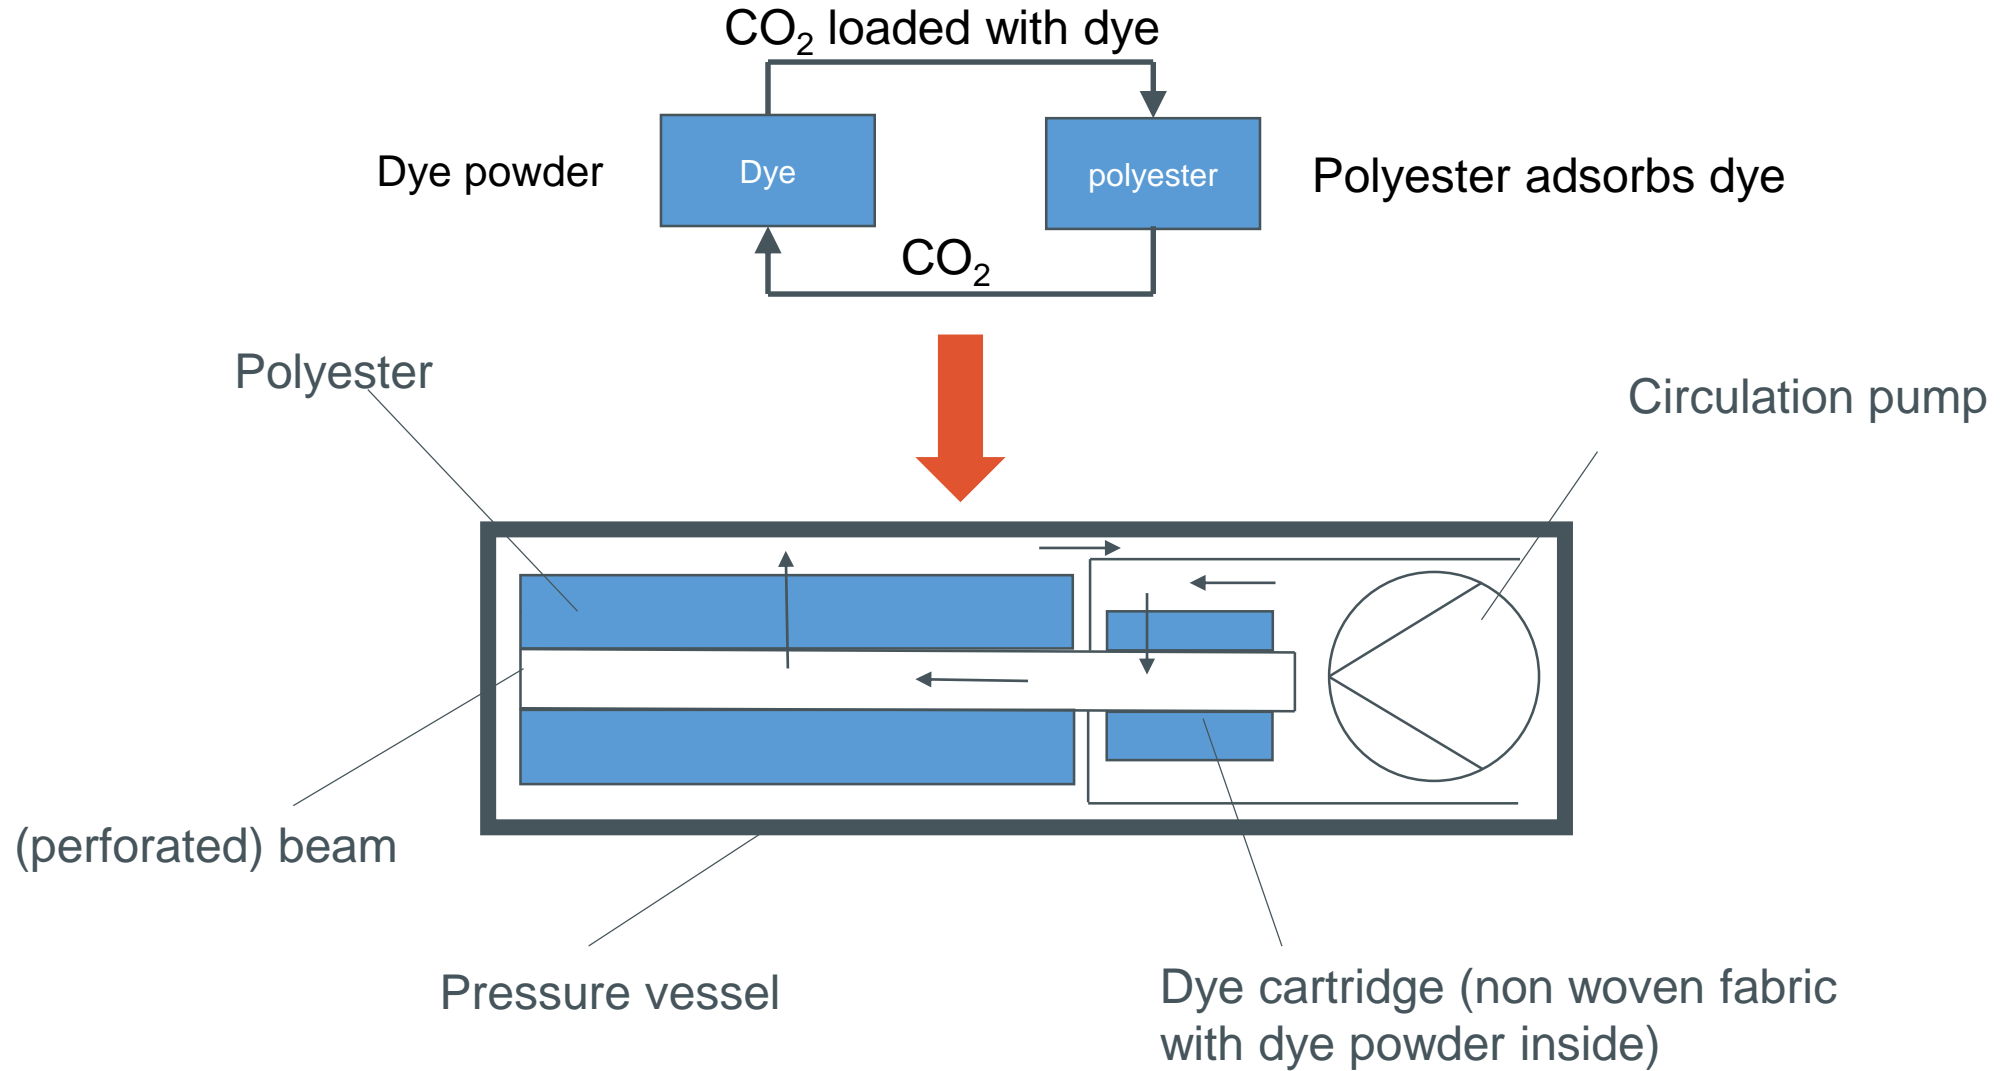 CO₂ loaded with dye
Dye powder
Dye
polyester
Polyester adsorbs dye
CO₂
Polyester
Circulation pump
(perforated) beam
Pressure vessel
Dye cartridge (non woven fabric
with dye powder inside)